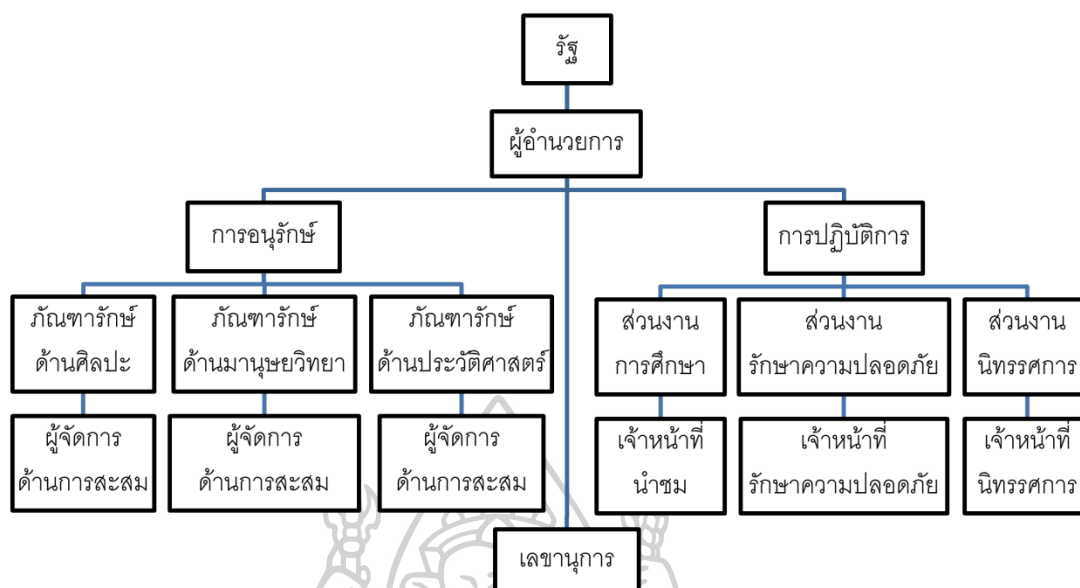 รัฐ
ผู้อำนวยการ
การอนุรักษ์
การปฏิบัติการ
ภัณฑารักษ์
ด้านศิลปะ
ภัณฑารักษ์
ด้านมานุษยวิทยา
ภัณฑารักษ์
ด้านประวัติศาสตร์
ส่วนงาน
การศึกษา
ส่วนงาน
รักษาความปลอดภัย
ส่วนงาน
นิทรรศการ
ผู้จัดการ
ด้านการสะสม
ผู้จัดการ
ด้านการสะสม
ผู้จัดการ
ด้านการสะสม
เจ้าหน้าที่
นำชม
เจ้าหน้าที่
รักษาความปลอดภัย
เจ้าหน้าที่
นิทรรศการ
เลขานุการ